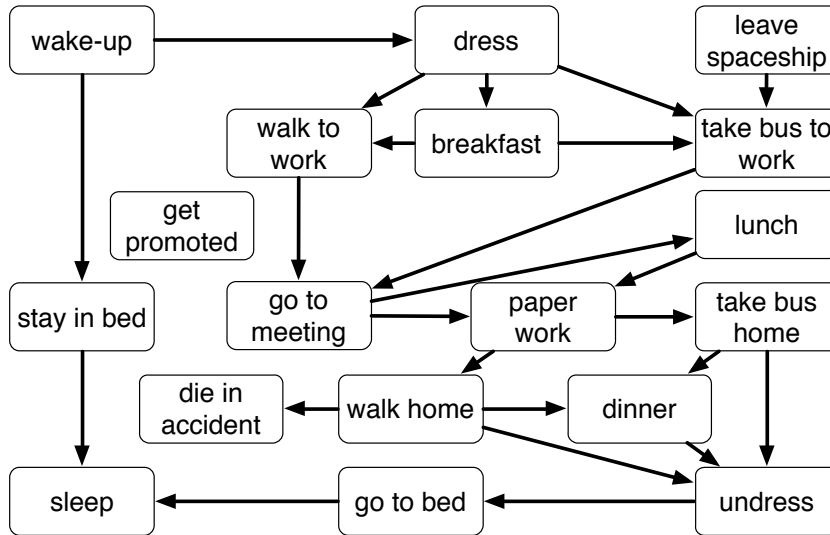 wake-up
dress
leave
spaceship
walk to
work
breakfast
take bus to
work
get
promoted
lunch
stay in bed
go to
meeting
paper
work
take bus
home
die in
accident
walk home
dinner
sleep
go to bed
undress